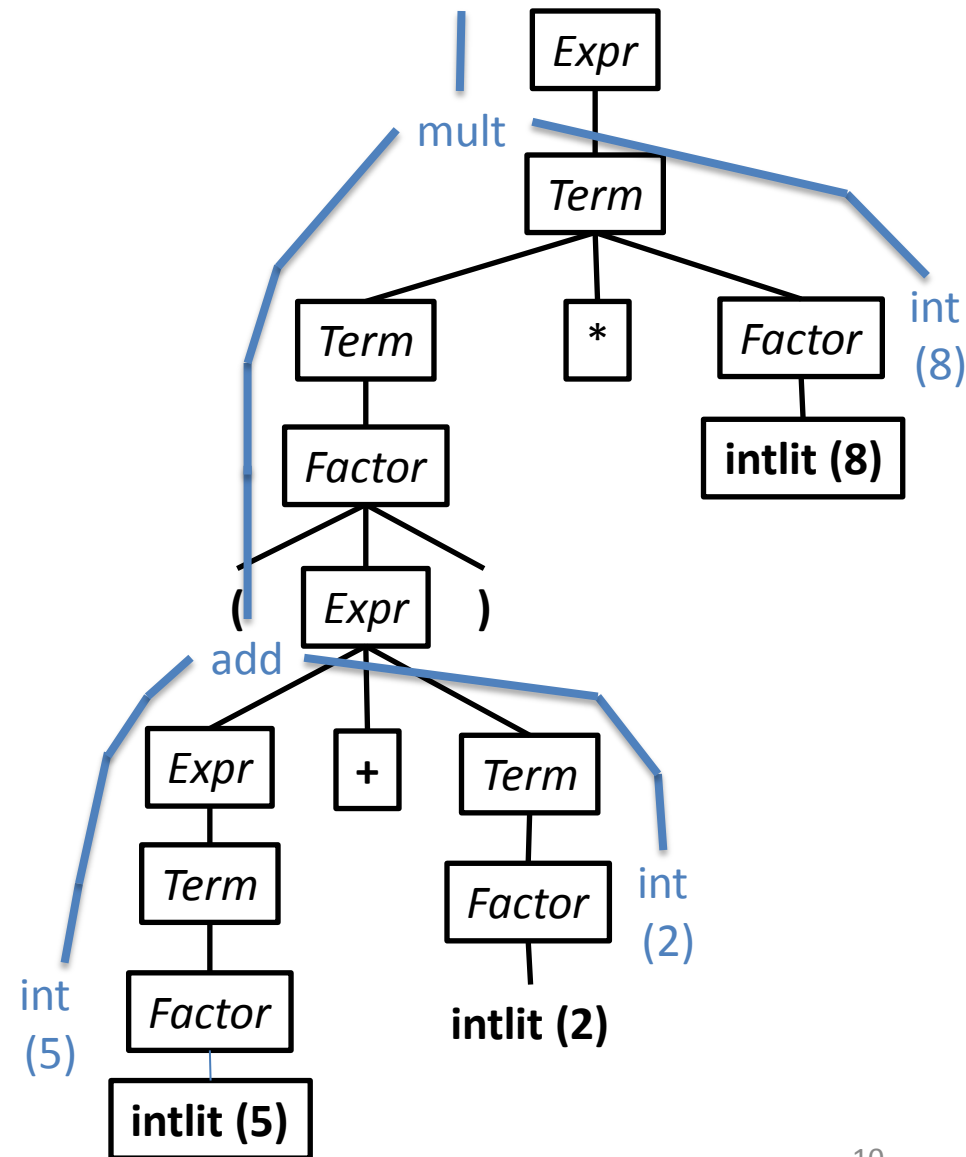 Expr
mult
Term
int
(8)
Term
*
Factor
Factor
intlit (8)
(
Expr
)
add
Expr
+
Term
Term
Factor
int
(2)
int
(5)
Factor
intlit (2)
intlit (5)
10